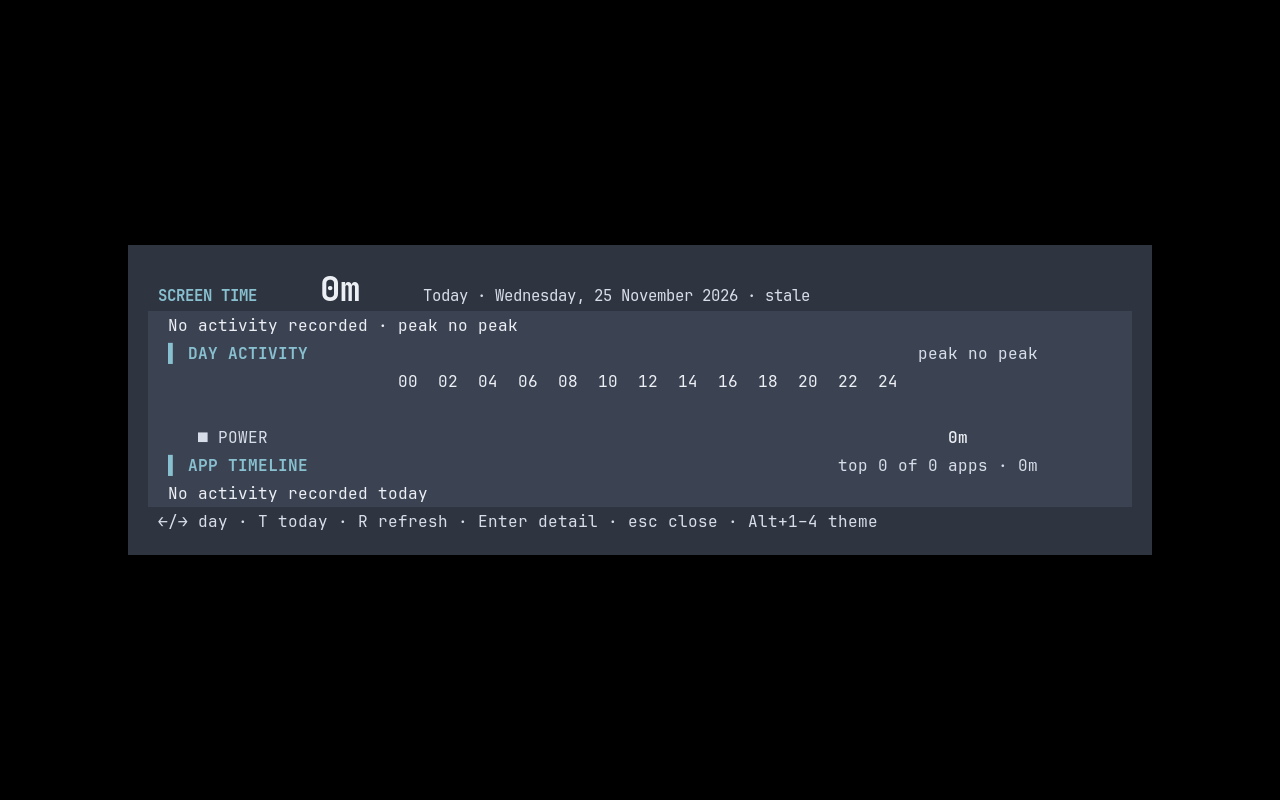 SCREEN TIME 0m Today · Wednesday, 25 November 2026 · stale
No activity recorded · peak no peak
DAY ACTIVITY peak no peak
00 02 04 06 08 10 12 14 16 18 20 22 24
■ POWER 0m
APP TIMELINE top 0 of 0 apps · 0m
No activity recorded today
←/→ day · T today · R refresh · Enter detail · esc close · Alt+1–4 theme